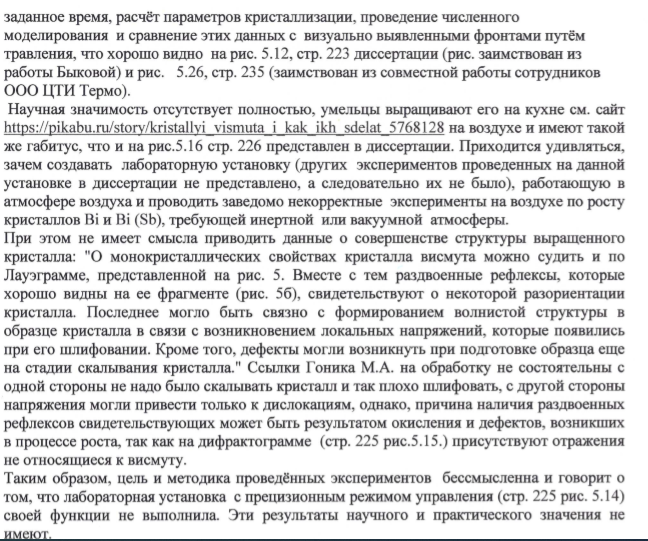 заданное время, расчёт параметров кристаллизации, проведение численного
моделирования и сравнение этих данных с визуально выявленными фронтами путём
травления, что хорошо видно на рис. 5.12, стр. 223 диссертации (рис. заимствован из
работы Быковой) и рис. 5.26, стр. 235 (заимствован из совместной работы сотрудников
ООО ЦТИ Термо).
Научная значимость отсутствует полностью, умельцы выращивают его на кухне см. сайт
https://pikabu.ru/story/kristallyi_vismuta_i_kak_ikh_sdelat_5768128 на воздухе и имеют такой
же габитус, что и на рис.5.16 стр. 226 представлен в диссертации. Приходится удивляться,
зачем создавать лабораторную установку (других экспериментов проведенных на данной
установке в диссертации не представлено, а следовательно их не было), работающую в
атмосфере воздуха и проводить заведомо некорректные эксперименты на воздухе по росту
кристаллов Bi и Bi (Sb), требующей инертной или вакуумной атмосферы.
При этом не имеет смысла приводить данные о совершенстве структуры выращенного
кристалла: "О монокристаллических свойствах кристалла висмута можно судить и по
Лауэграмме, представленной на рис. 5. Вместе с тем раздвоенные рефлексы, которые
хорошо видны на ее фрагменте (рис. 5б), свидетельствуют о некоторой разориентации
кристалла. Последнее могло быть связно с формированием волнистой структуры в
образце кристалла в связи с возникновением локальных напряжений, которые появились
при его шлифовании. Кроме того, дефекты могли возникнуть при подготовке образца еще
на стадии скалывания кристалла." Ссылки Гоника М.А. на обработку не состоятельны с
одной стороны не надо было скалывать кристалл и так плохо шлифовать, с другой стороны
напряжения могли привести только к дислокациям, однако, причина наличия раздвоенных
рефлексов свидетельствующих может быть результатом окисления и дефектов, возникших
в процессе роста, так как на дифрактограмме (стр. 225 рис.5.15.) присутствуют отражения
не относящиеся к висмуту.
Таким образом, цель и методика проведённых экспериментов бессмысленна и говорит о
том, что лабораторная установка с прецизионным режимом управления (стр. 225 рис. 5.14)
своей функции не выполнила. Эти результаты научного и практического значения не
имеют.